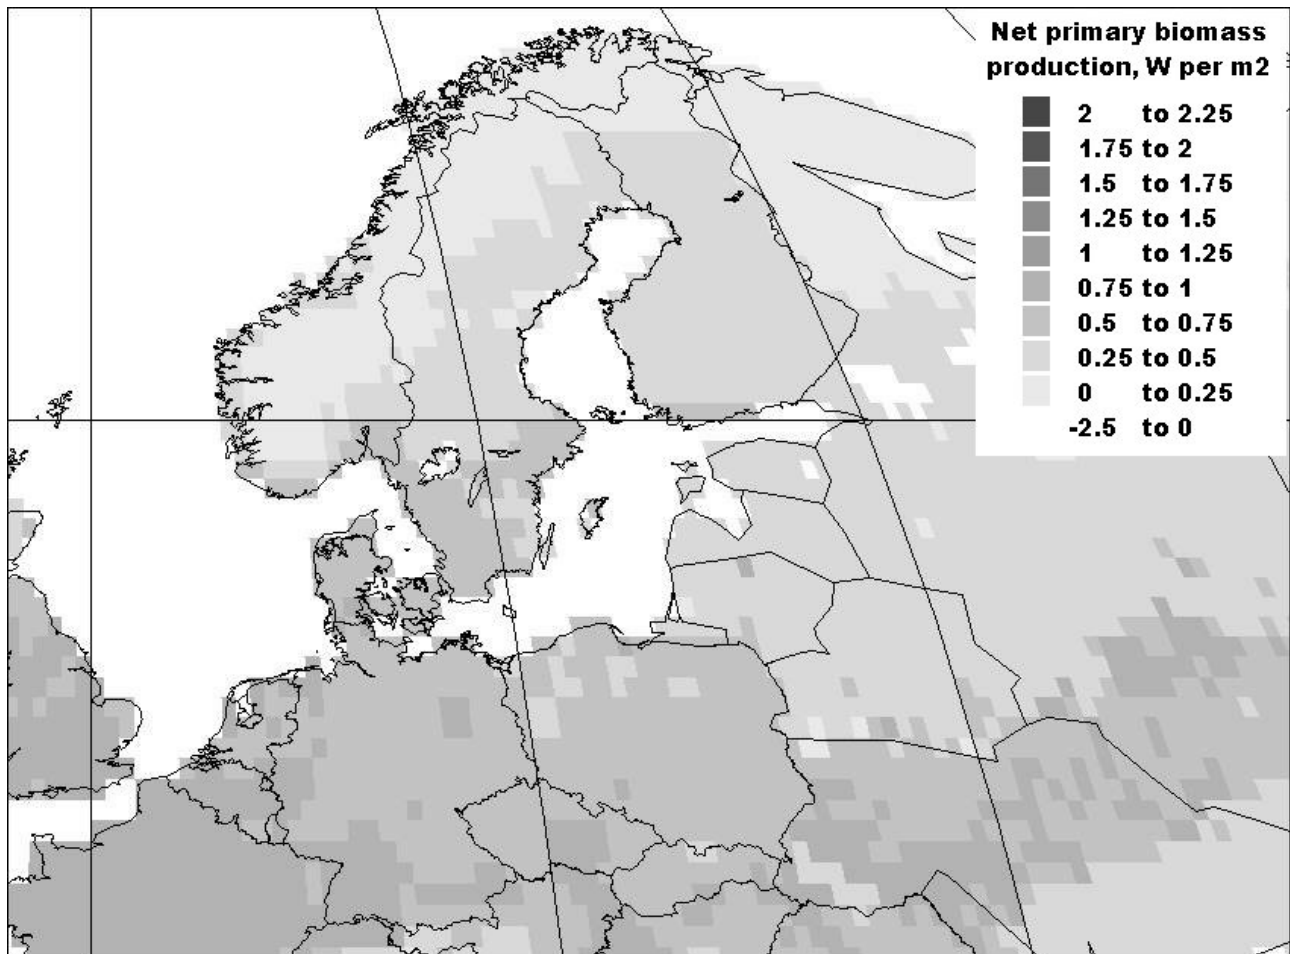 Net primary biomass
production, W per m2
2 to 2.25
1.75 to 2
1.5 to 1.75
1.25 to 1.5
1 to 1.25
0.75 to 1
0.5 to 0.75
0.25 to 0.5
0 to 0.25
-2.5 to 0